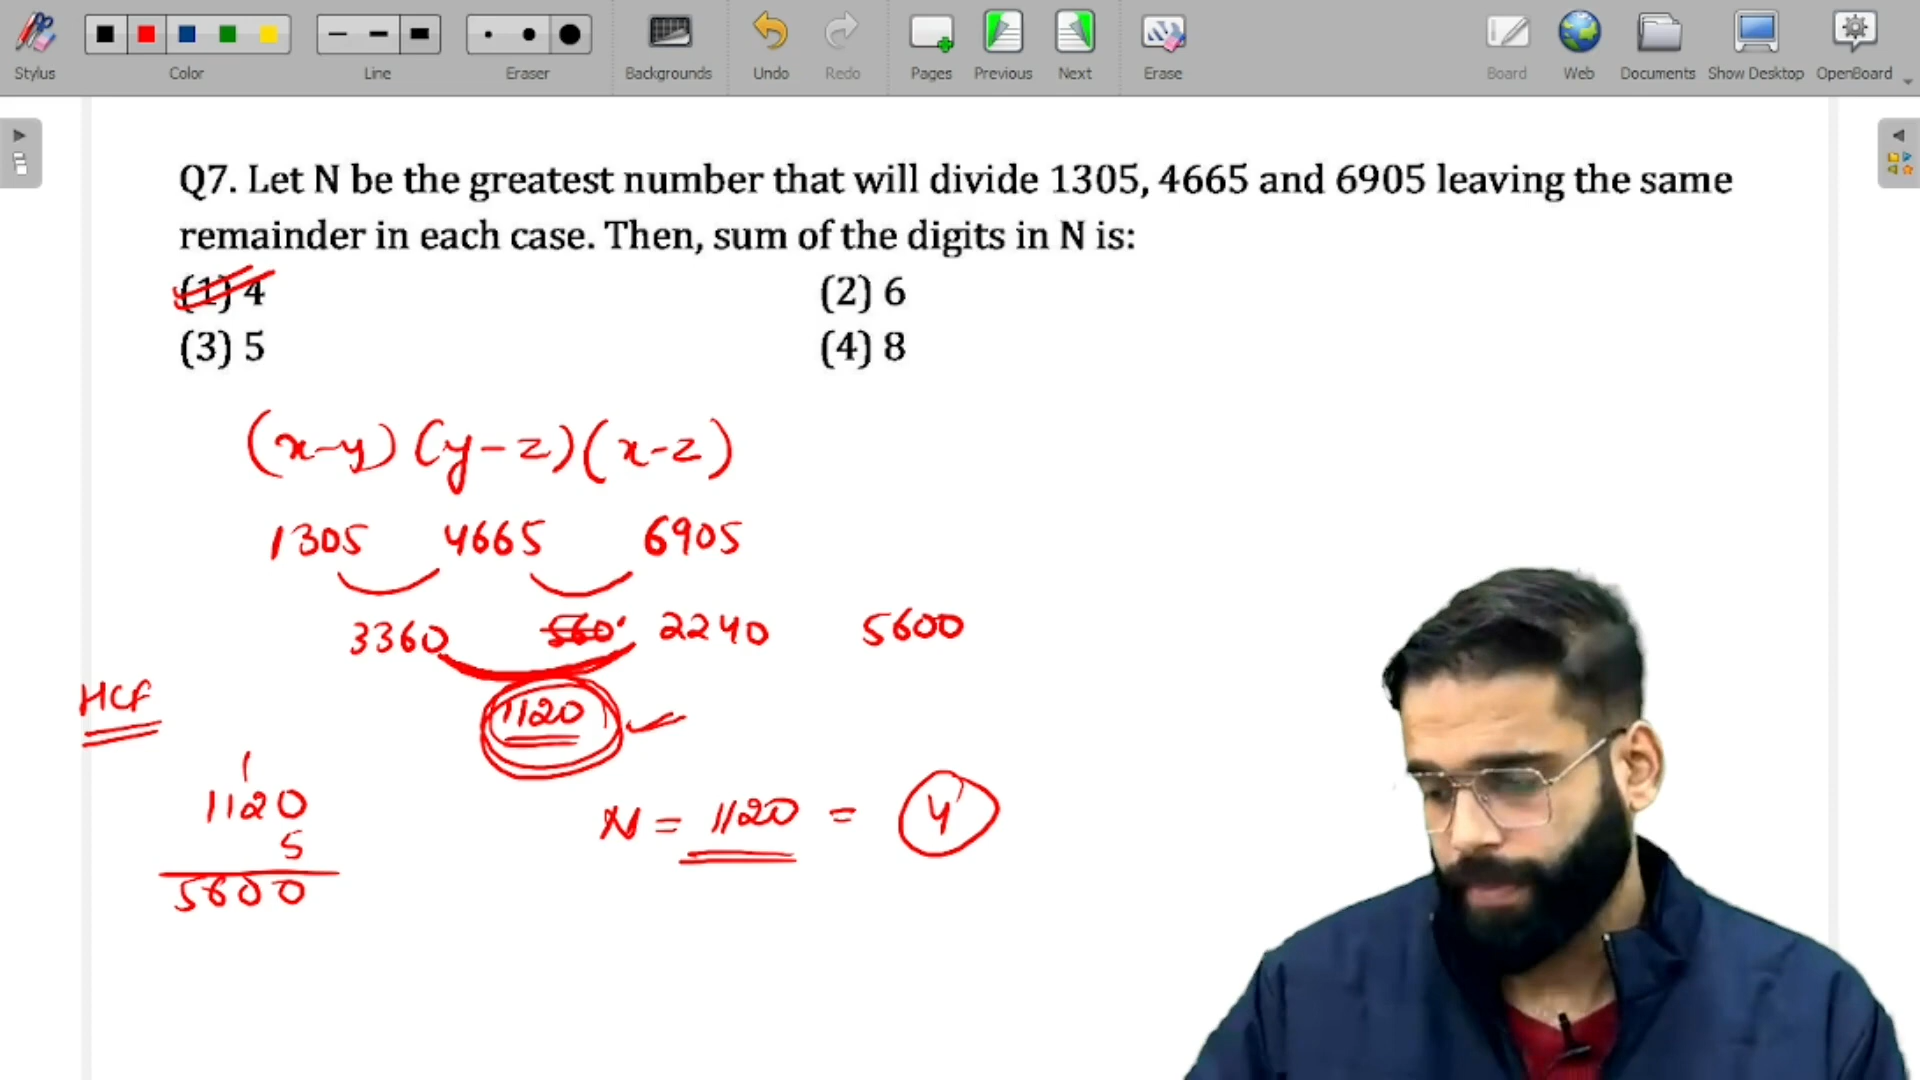 Stylus Color Line Eraser Backgrounds Undo Redo Pages Previous Next Erase Board Web Documents Show Desktop OpenBoard
Q7. Let N be the greatest number that will divide 1305, 4665 and 6905 leaving the same
remainder in each case. Then, sum of the digits in N is:
(1) 4 (2) 6
(3) 5 (4) 8
(x-y) (y-z) (x-z)
1305 4665 6905
3360 560 2240 5600
HCF
1120
1
1120
5
5600
N = 1120 = 4